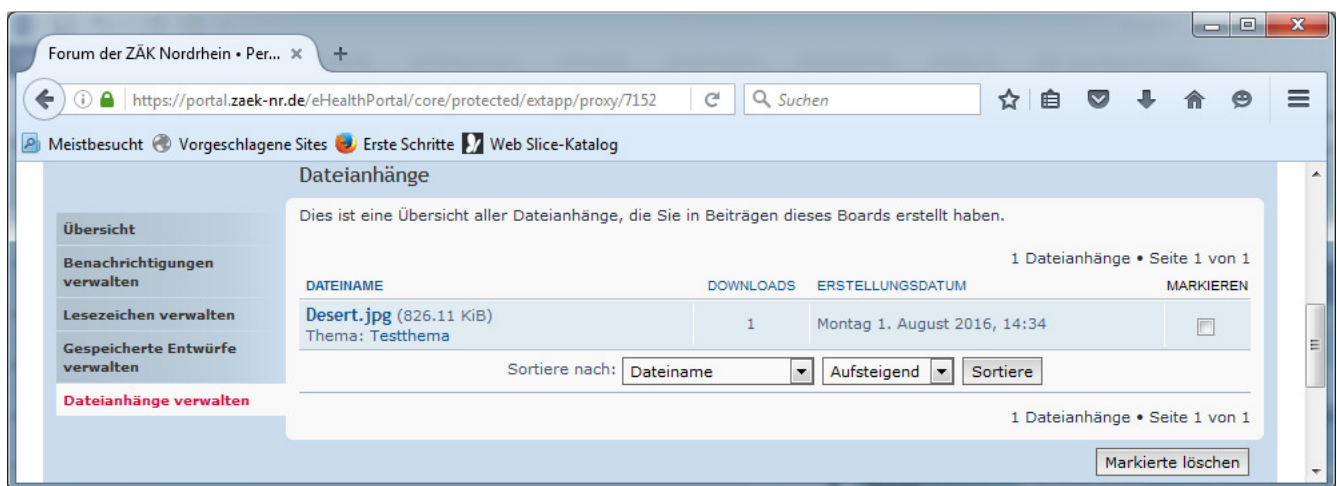 Forum der ZÄK Nordrhein • Per...
https://portal.zaek-nr.de/eHealthPortal/core/protected/extapp/proxy/7152
Suchen
Meistbesucht Vorgeschlagene Sites Erste Schritte Web Slice-Katalog
Dateianhänge
Übersicht
Benachrichtigungen
verwalten
Lesezeichen verwalten
Gespeicherte Entwürfe
verwalten
Dateianhänge verwalten
Dies ist eine Übersicht aller Dateianhänge, die Sie in Beiträgen dieses Boards erstellt haben.
1 Dateianhänge • Seite 1 von 1
DATEINAME DOWNLOADS ERSTELLUNGSDATUM MARKIEREN
Desert.jpg (826.11 KiB) 1 Montag 1. August 2016, 14:34
Thema: Testthema
Sortiere nach: Dateiname Aufsteigend Sortiere
1 Dateianhänge • Seite 1 von 1
Markierte löschen